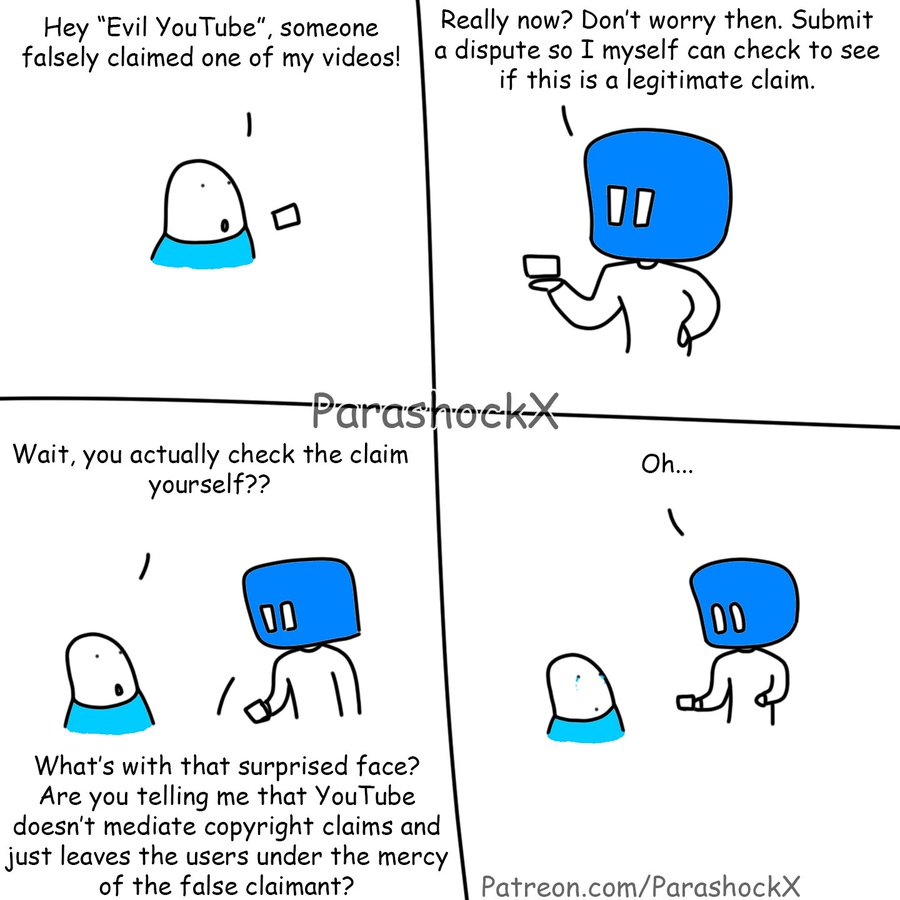 Hey “Evil YouTube”, someone
falsely claimed one of my videos!
Really now? Don’t worry then. Submit
a dispute so I myself can check to see
if this is a legitimate claim.
ParashockX
Wait, you actually check the claim
yourself??
What’s with that surprised face?
Are you telling me that YouTube
doesn’t mediate copyright claims and
just leaves the users under the mercy
of the false claimant?
Oh...
Patreon.com/ParashockX